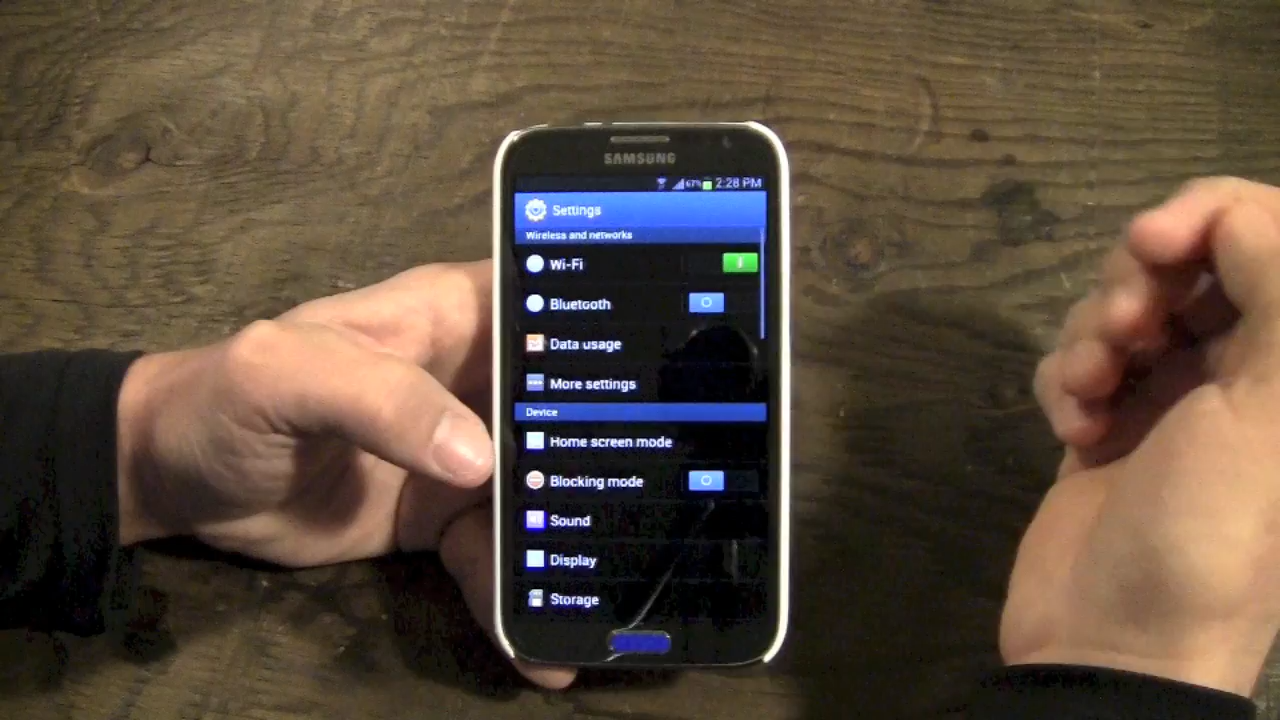 SAMSUNG
67% 2:28 PM
Settings
Wireless and networks
Wi-Fi
Bluetooth
Data usage
More settings
Device
Home screen mode
Blocking mode
Sound
Display
Storage